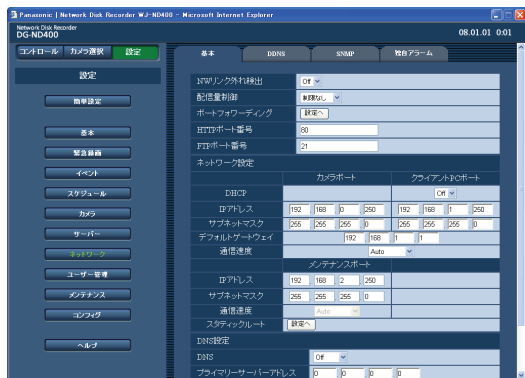 Panasonic | Network Disk Recorder WJ-ND400 - Microsoft Internet Explorer
Network Disk Recorder
DG-ND400
08.01.01 0:01
コントロール カメラ選択 設定
基本 DDNS SNMP 独自アラーム
設定
簡単設定
基本
緊急録画
イベント
スケジュール
カメラ
サーバー
ネットワーク
ユーザー管理
メンテナンス
コンフィグ
ヘルプ
NWリンク外れ検出 Off
配信量制御 制限なし
ポートフォワーディング 設定へ
HTTPポート番号 80
FTPポート番号 21
ネットワーク設定
カメラポート クライアントPCポート
DHCP Off
IPアドレス 192 168 0 250 192 168 1 250
サブネットマスク 255 255 255 0 255 255 255 0
デフォルトゲートウェイ 192 168 1 1
通信速度 Auto
メンテナンスポート
IPアドレス 192 168 2 250
サブネットマスク 255 255 255 0
通信速度 Auto
スタティックルート 設定へ
DNS設定
DNS Off
プライマリーサーバーアドレス 0 0 0 0